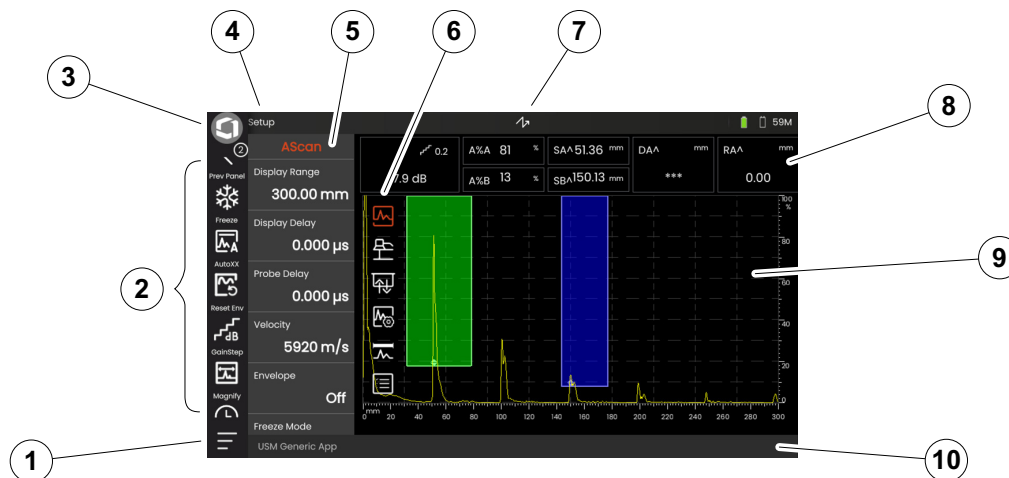 4
5
6
7
3
8
Setup
59M
2
AScan
0.2
7.9 dB
A%A 81 %
A%B 13 %
SA^ 51.36 mm
SB^ 150.13 mm
DA^ mm
***
RA^ mm
0.00
Prev Panel
Display Range
300.00 mm
Freeze
Display Delay
0.000 µs
AutoXX
Probe Delay
0.000 µs
Reset Env
Velocity
5920 m/s
dB
GainStep
Envelope
Off
Magnify
Freeze Mode
USM Generic App
100
%
80
60
40
20
0
0 mm 20 40 60 80 100 120 140 160 180 200 220 240 260 280 300
A
2
9
1
10